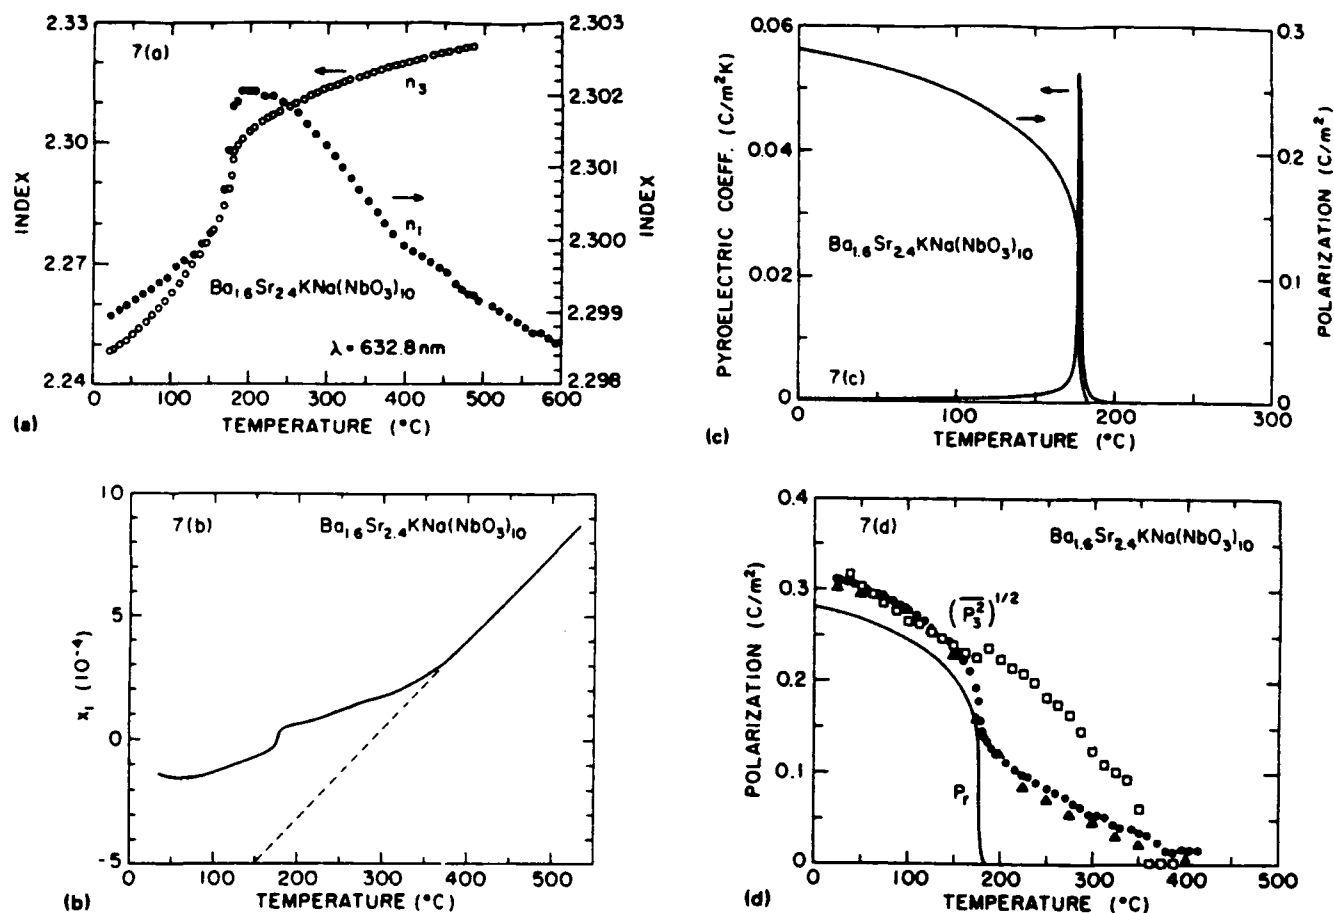 2.33
2.30
2.27
2.24
INDEX
7(a)
n₃
n₁
Ba₁.₆Sr₂.₄KNa(NbO₃)₁₀
λ = 632.8 nm
2.303
2.302
2.301
2.300
2.299
2.298
INDEX
0 100 200 300 400 500 600
TEMPERATURE (°C)
(a)
0.06
0.04
0.02
0
PYROELECTRIC COEFF. (C/m²K)
Ba₁.₆Sr₂.₄KNa(NbO₃)₁₀
7(c)
0.3
0.2
0.1
0
POLARIZATION (C/m²)
0 100 200 300
TEMPERATURE (°C)
(c)
10
5
0
-5
x₁ (10⁻⁴)
7(b)
Ba₁.₆Sr₂.₄KNa(NbO₃)₁₀
0 100 200 300 400 500
TEMPERATURE (°C)
(b)
0.4
0.3
0.2
0.1
0
POLARIZATION (C/m²)
7(d)
Ba₁.₆Sr₂.₄KNa(NbO₃)₁₀
(P̅₃²)¹/²
Pᵣ
0 100 200 300 400 500
TEMPERATURE (°C)
(d)